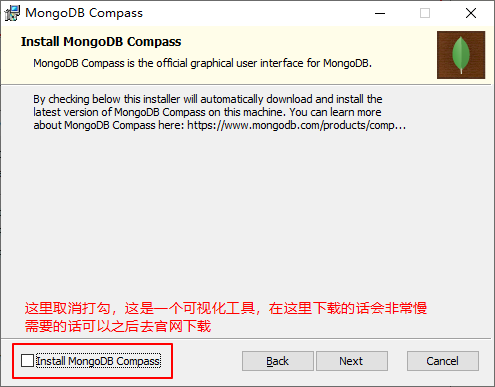 MongoDB Compass
Install MongoDB Compass
MongoDB Compass is the official graphical user interface for MongoDB.
By checking below this installer will automatically download and install the
latest version of MongoDB Compass on this machine. You can learn more
about MongoDB Compass here: https://www.mongodb.com/products/comp...
这里取消打勾，这是一个可视化工具，在这里下载的话会非常慢
需要的话可以之后去官网下载
Install MongoDB Compass
Back
Next
Cancel